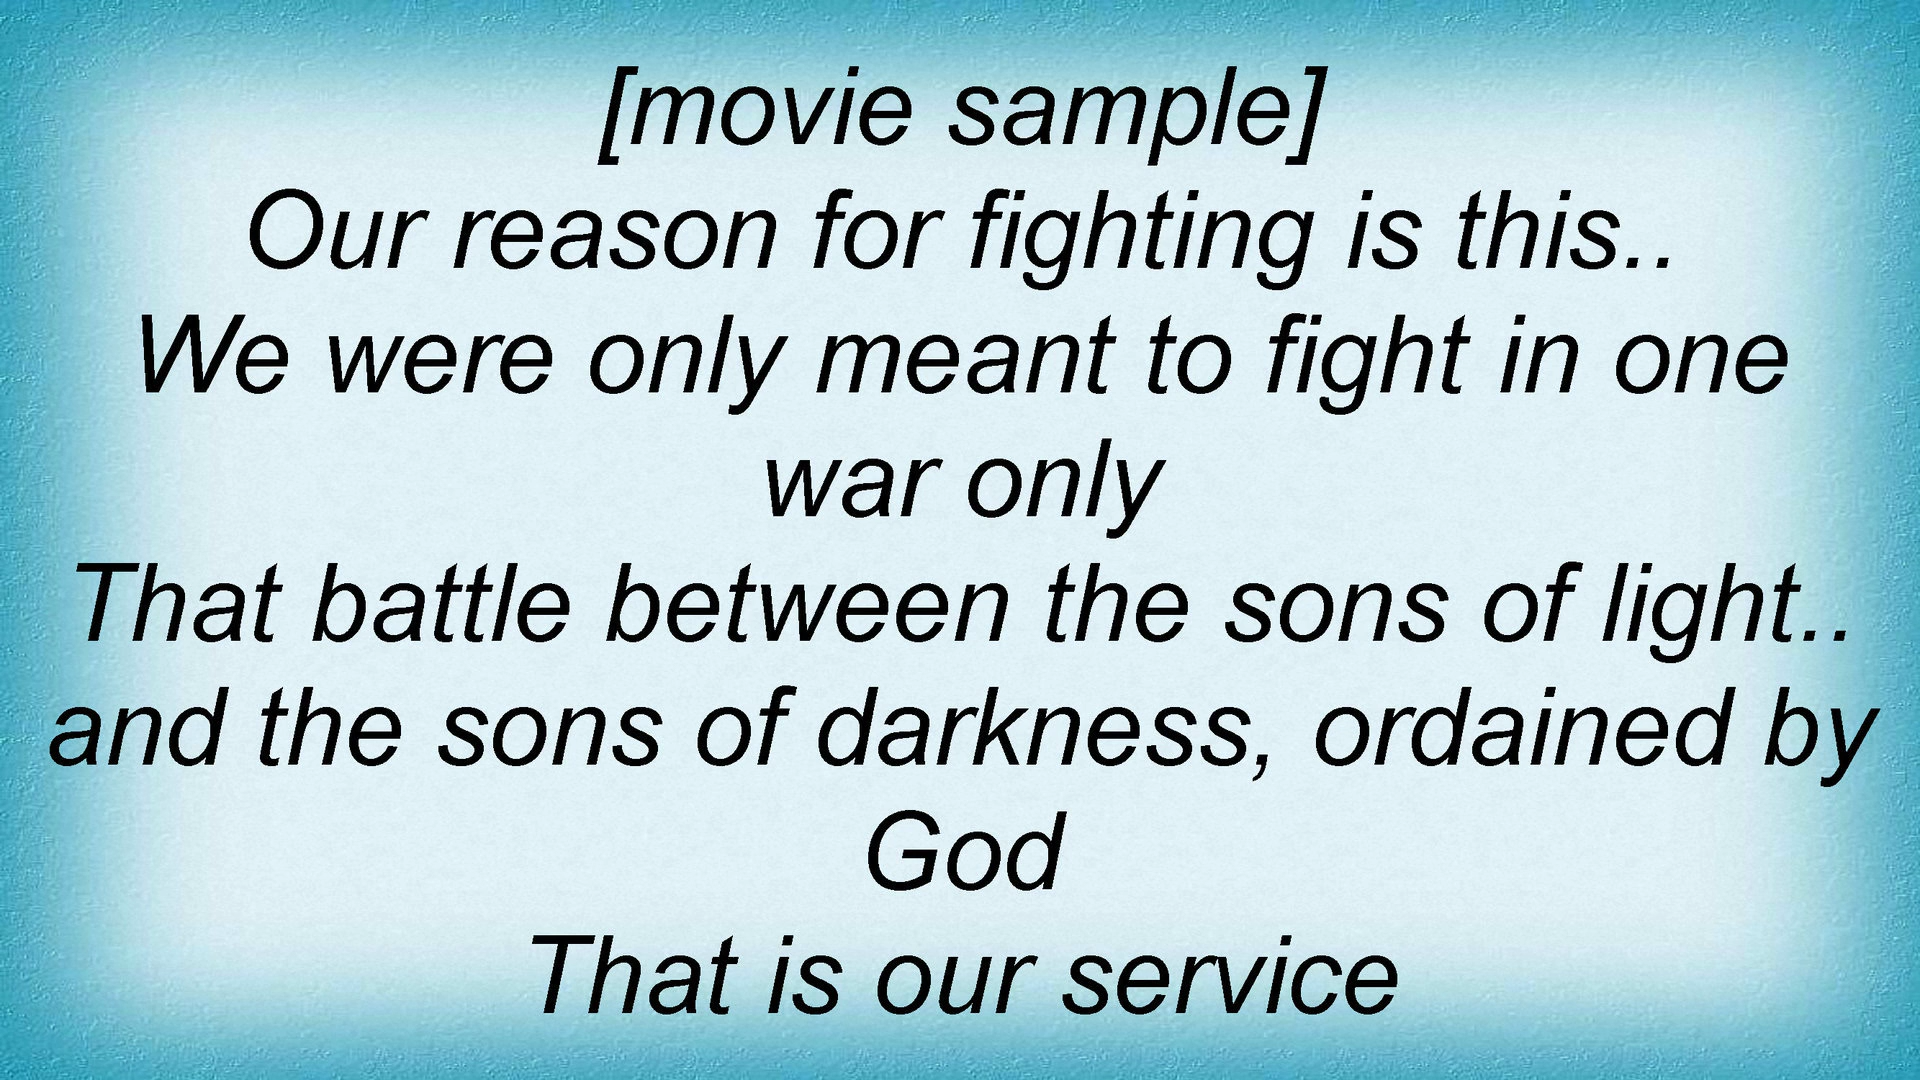 [movie sample]
Our reason for fighting is this..
We were only meant to fight in one
war only
That battle between the sons of light..
and the sons of darkness, ordained by
God
That is our service